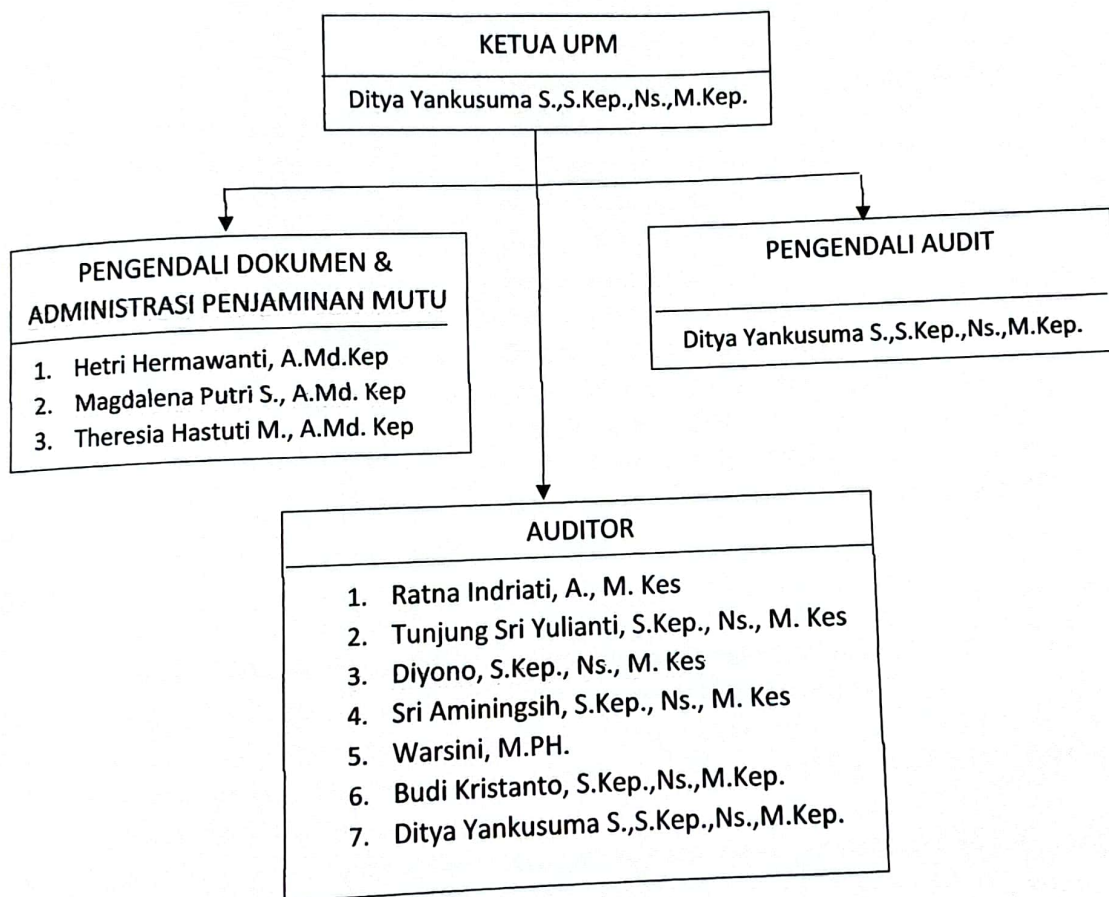 KETUA UPM
Ditya Yankusuma S.,S.Kep.,Ns.,M.Kep.
PENGENDALI DOKUMEN &
ADMINISTRASI PENJAMINAN MUTU
1. Hetri Hermawanti, A.Md.Kep
2. Magdalena Putri S., A.Md. Kep
3. Theresia Hastuti M., A.Md. Kep
PENGENDALI AUDIT
Ditya Yankusuma S.,S.Kep.,Ns.,M.Kep.
AUDITOR
1. Ratna Indriati, A., M. Kes
2. Tunjung Sri Yulianti, S.Kep., Ns., M. Kes
3. Diyono, S.Kep., Ns., M. Kes
4. Sri Aminingsih, S.Kep., Ns., M. Kes
5. Warsini, M.PH.
6. Budi Kristanto, S.Kep.,Ns.,M.Kep.
7. Ditya Yankusuma S.,S.Kep.,Ns.,M.Kep.